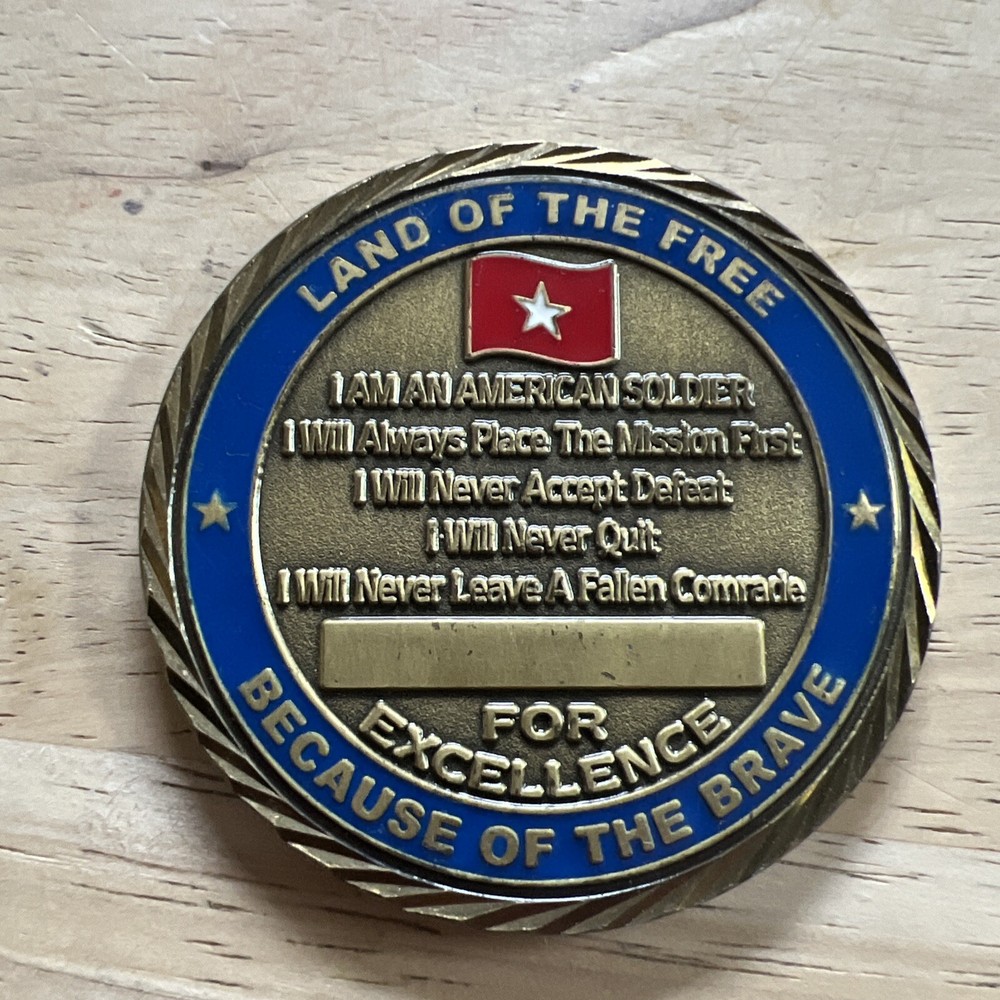 LAND OF THE FREE
I AM AN AMERICAN SOLDIER
I Will Always Place The Mission First
I Will Never Accept Defeat
I Will Never Quit
I Will Never Leave A Fallen Comrade
FOR
EXCELLENCE
BECAUSE OF THE BRAVE